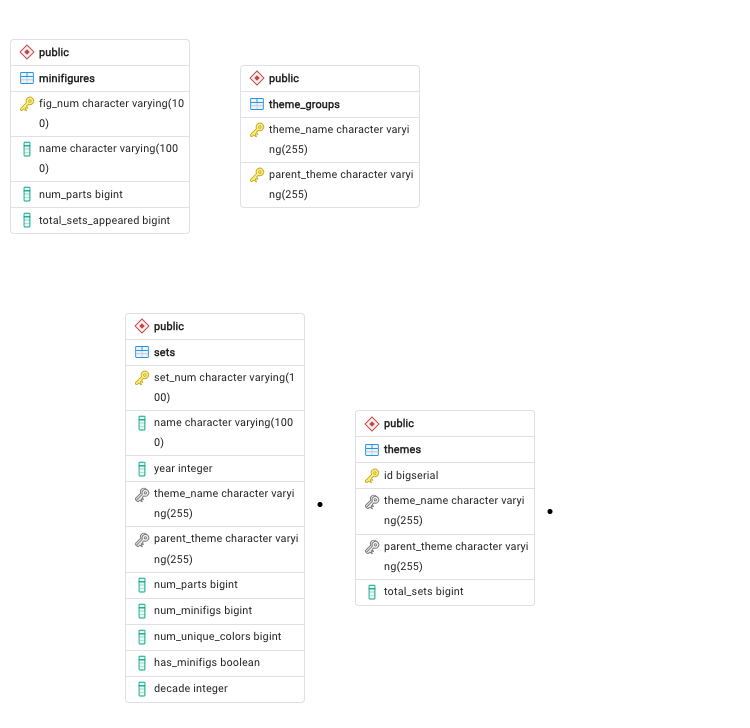 public
minifigures
fig_num character varying(10
0)
name character varying(100
0)
num_parts bigint
total_sets_appeared bigint
public
theme_groups
theme_name character varyi
ng(255)
parent_theme character varyi
ng(255)
public
sets
set_num character varying(1
00)
name character varying(100
0)
year integer
theme_name character varyi
ng(255)
parent_theme character varyi
ng(255)
num_parts bigint
num_minifigs bigint
num_unique_colors bigint
has_minifigs boolean
decade integer
public
themes
id bigserial
theme_name character varyi
ng(255)
parent_theme character varyi
ng(255)
total_sets bigint